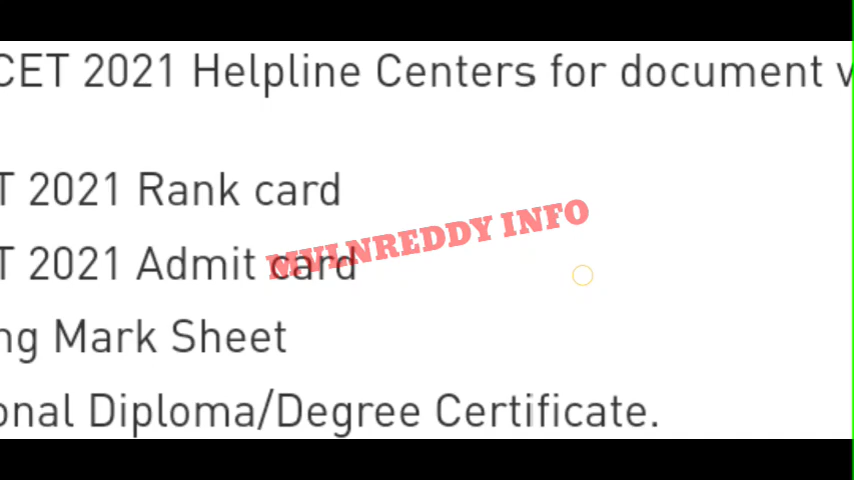 CET 2021 Helpline Centers for document v
T 2021 Rank card
MVLNREDDY INFO
T 2021 Admit card
ng Mark Sheet
onal Diploma/Degree Certificate.